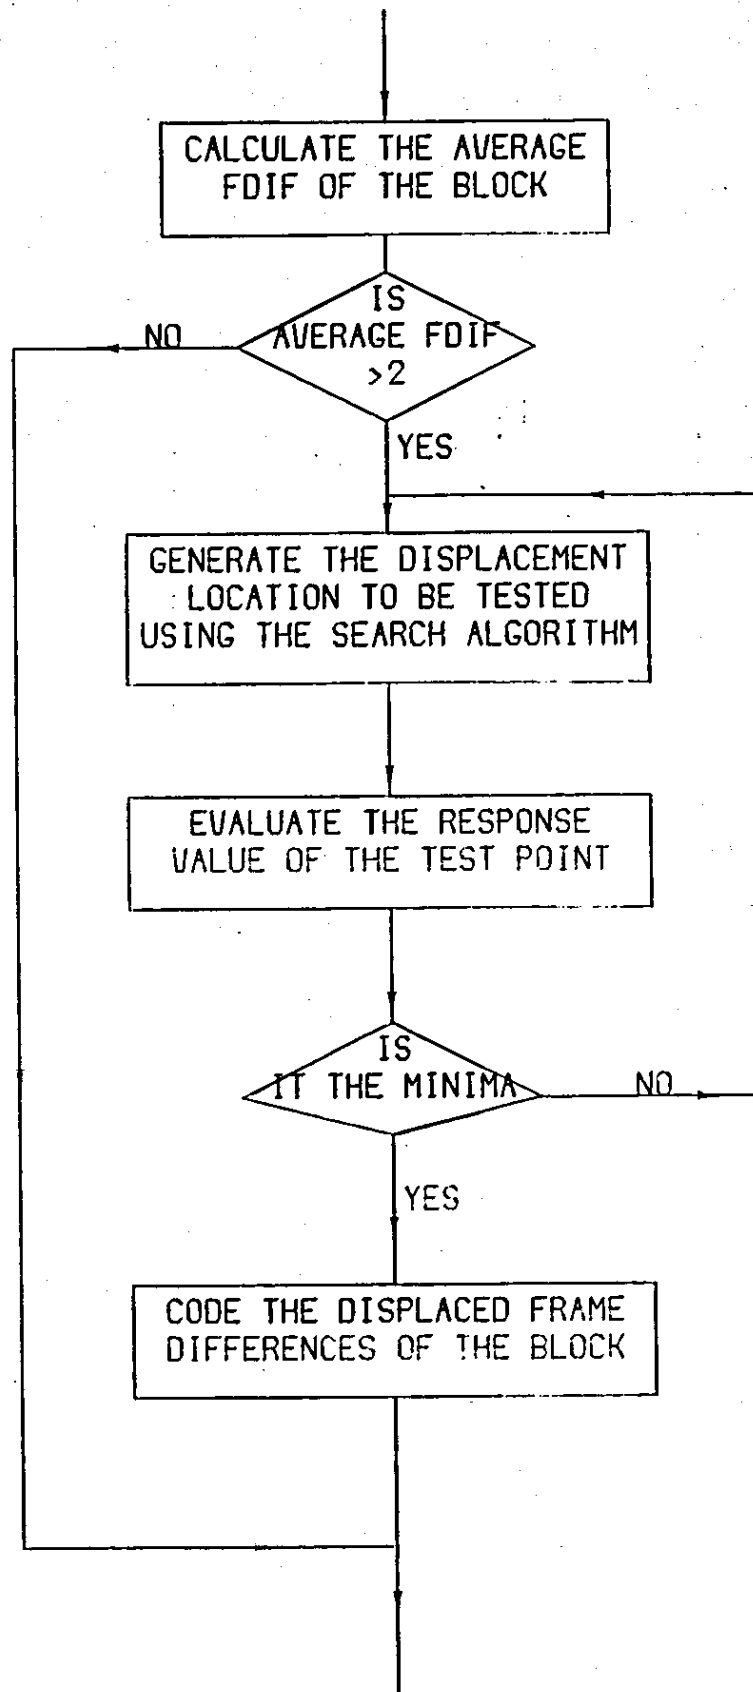 CALCULATE THE AVERAGE
FDIF OF THE BLOCK
IS
AVERAGE FDIF
>2
NO
YES
GENERATE THE DISPLACEMENT
LOCATION TO BE TESTED
USING THE SEARCH ALGORITHM
EVALUATE THE RESPONSE
VALUE OF THE TEST POINT
IS
IT THE MINIMA
NO
YES
CODE THE DISPLACED FRAME
DIFFERENCES OF THE BLOCK